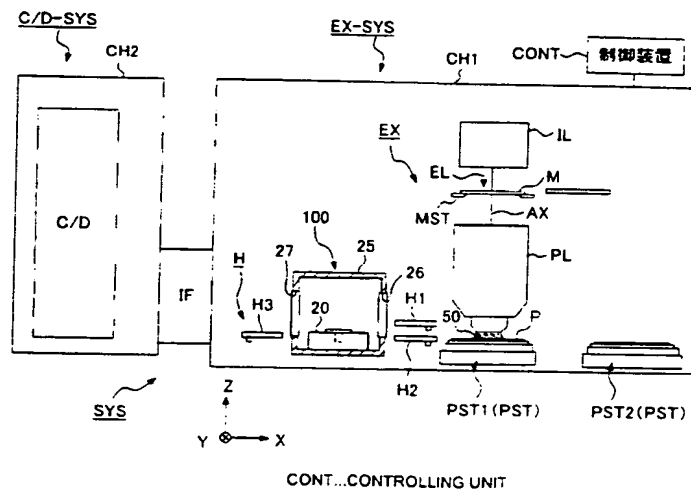 C/D-SYS
EX-SYS
CH2
CH1
CONT
制御装置
IL
EX
EL
M
MST
AX
C/D
PL
100
25
27
26
H
IF
H3
20
H1
50
P
H2
SYS
Z
Y
X
PST1(PST)
PST2(PST)
CONT...CONTROLLING UNIT